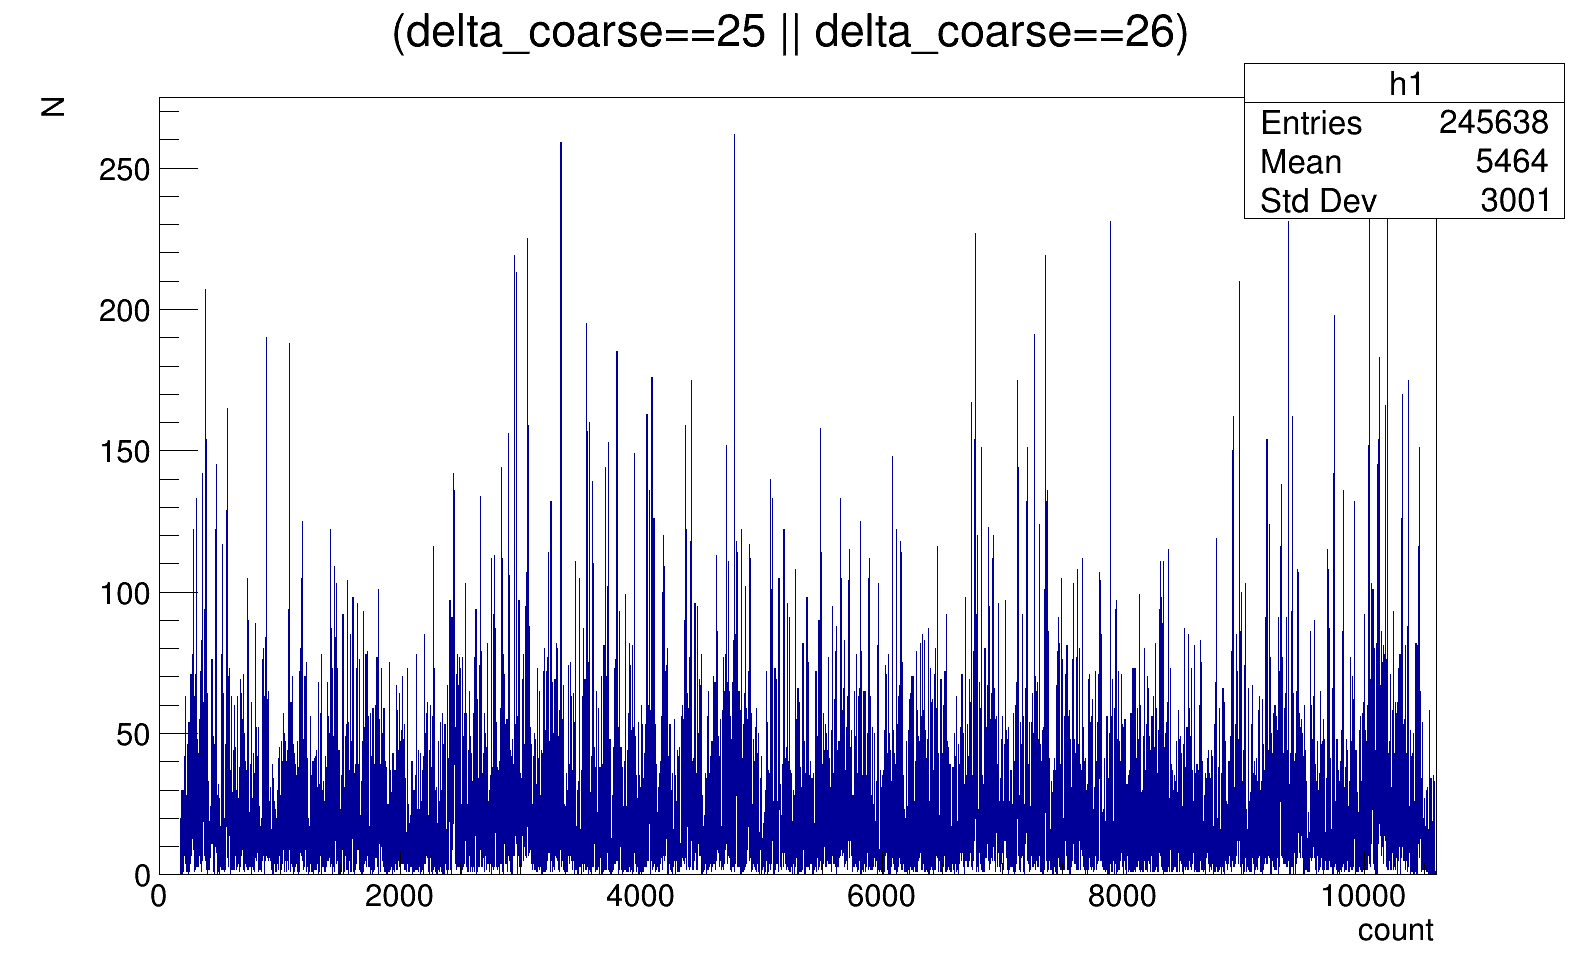 (delta_coarse==25 || delta_coarse==26)
N
h1
Entries 245638
Mean 5464
Std Dev 3001
250
200
150
100
50
0
0 2000 4000 6000 8000 10000
count